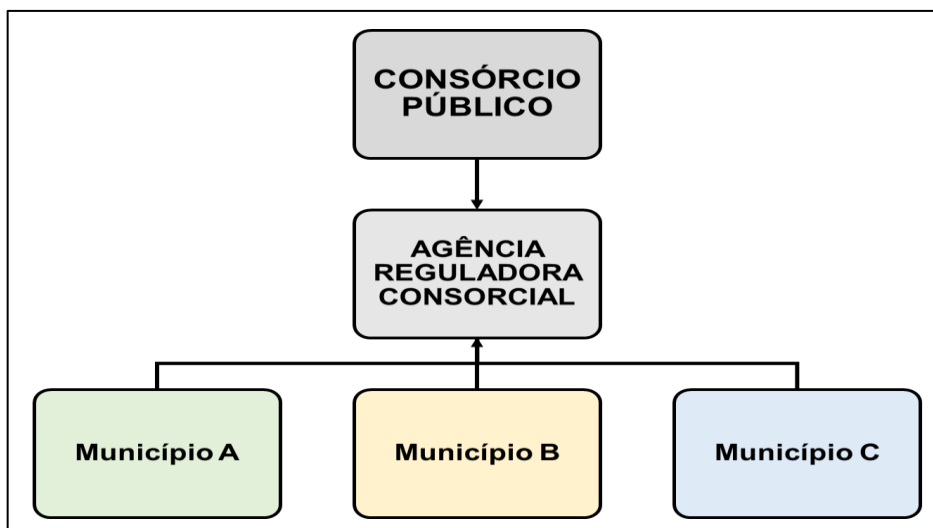 CONSÓRCIO
PÚBLICO
AGÊNCIA
REGULADORA
CONSORCIAL
Município A
Município B
Município C